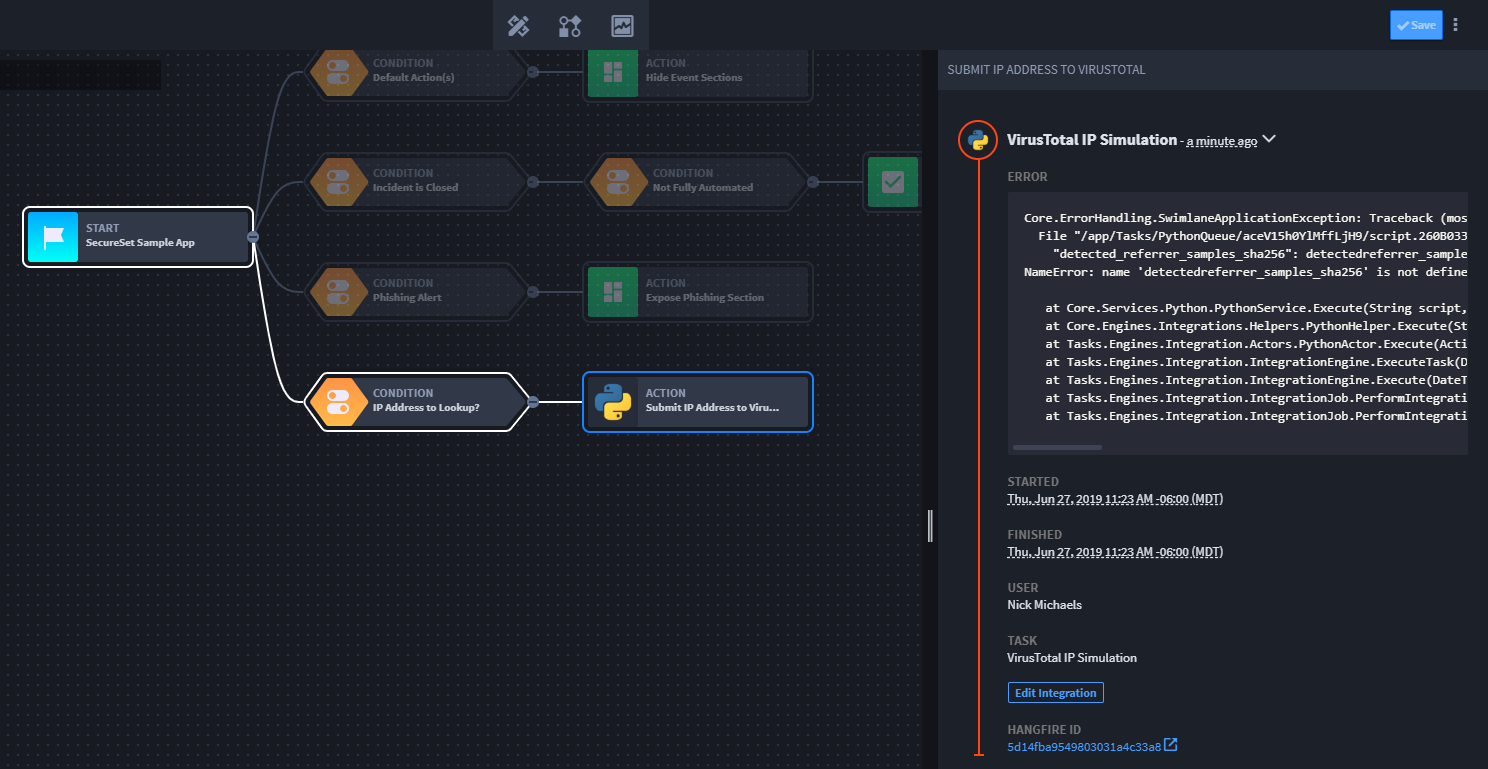 Save
CONDITION
Default Action(s)
ACTION
Hide Event Sections
CONDITION
Incident is Closed
CONDITION
Not Fully Automated
START
SecureSet Sample App
CONDITION
Phishing Alert
ACTION
Expose Phishing Section
CONDITION
IP Address to Lookup?
ACTION
Submit IP Address to Viru...
SUBMIT IP ADDRESS TO VIRUSTOTAL
VirusTotal IP Simulation - a minute ago
ERROR
Core.ErrorHandling.SwimlaneApplicationException: Traceback (mos
File "/app/Tasks/PythonQueue/aceV15h0YlMffLjH9/script.260B033
"detected_referrer_samples_sha256": detectedreferrer_sample
NameError: name 'detectedreferrer_samples_sha256' is not define
at Core.Services.Python.PythonService.Execute(String script,
at Core.Engines.Integrations.Helpers.PythonHelper.Execute(St
at Tasks.Engines.Integration.Actors.PythonActor.Execute(Acti
at Tasks.Engines.Integration.IntegrationEngine.ExecuteTask(D
at Tasks.Engines.Integration.IntegrationEngine.Execute(DateT
at Tasks.Engines.Integration.IntegrationJob.PerformIntegrati
at Tasks.Engines.Integration.IntegrationJob.PerformIntegrati
STARTED
Thu, Jun 27, 2019 11:23 AM -06:00 (MDT)
FINISHED
Thu, Jun 27, 2019 11:23 AM -06:00 (MDT)
USER
Nick Michaels
TASK
VirusTotal IP Simulation
Edit Integration
HANGFIRE ID
5d14fba9549803031a4c33a8